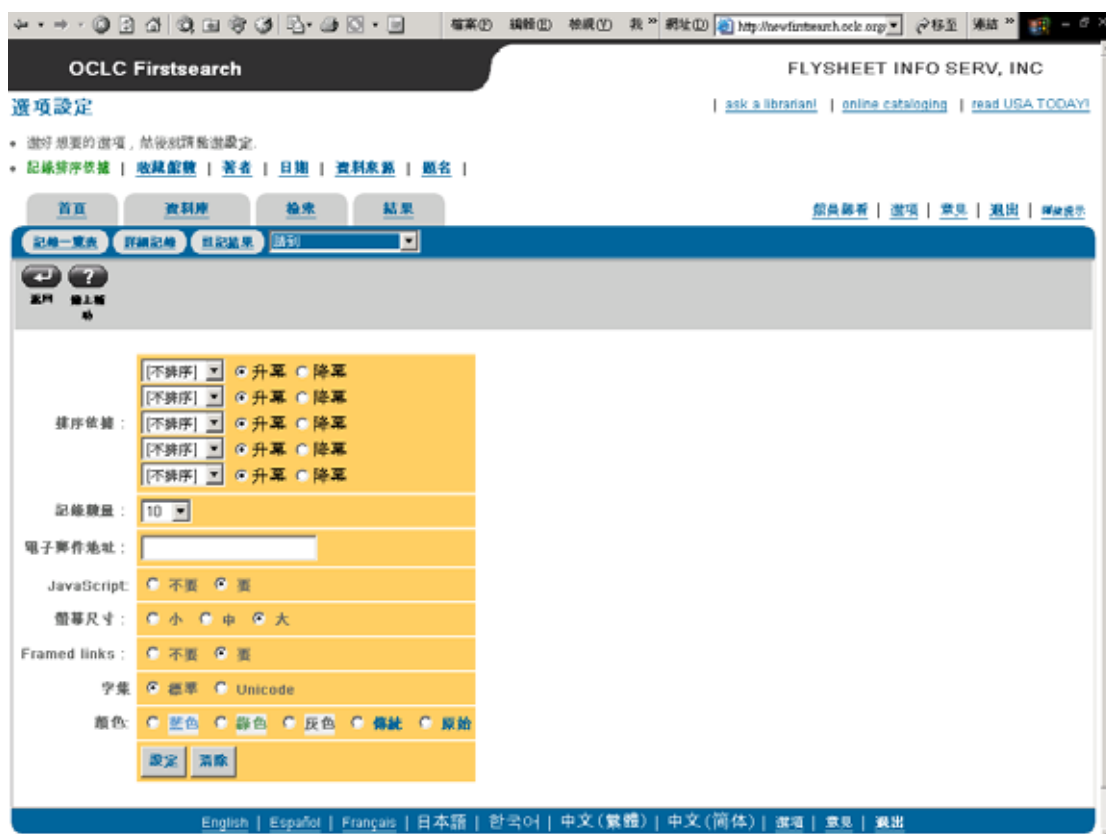 檔案(F) 編輯(E) 檢視(V) 我 » 網址(D) http://newfirstsearch.oclc.org/ 移至 連結 »
OCLC Firstsearch FLYSHEET INFO SERV, INC
選項設定 | ask a librarian! | online cataloging | read USA TODAY!
• 選好想要的選項,然後就請點選設定.
• 記錄排序依據 | 收藏館數 | 著者 | 日期 | 資料來源 | 題名 |
首頁 資料庫 檢索 結果 館員觀看 | 選項 | 意見 | 退出 |
記錄一覽表 詳細記錄 註記結果 請到
返回 線上輔助
[不排序] 升冪 降冪
[不排序] 升冪 降冪
排序依據: [不排序] 升冪 降冪
[不排序] 升冪 降冪
[不排序] 升冪 降冪
記錄數量: 10
電子郵件地址:
JavaScript: 不要 要
螢幕尺寸: 小 中 大
Framed links: 不要 要
字集 標準 Unicode
顏色: 藍色 綠色 灰色 傳統 原始
設定 清除
English | Español | Français | 日本語 | 한국어 | 中文(繁體) | 中文(简体) | 選項 | 意見 | 退出